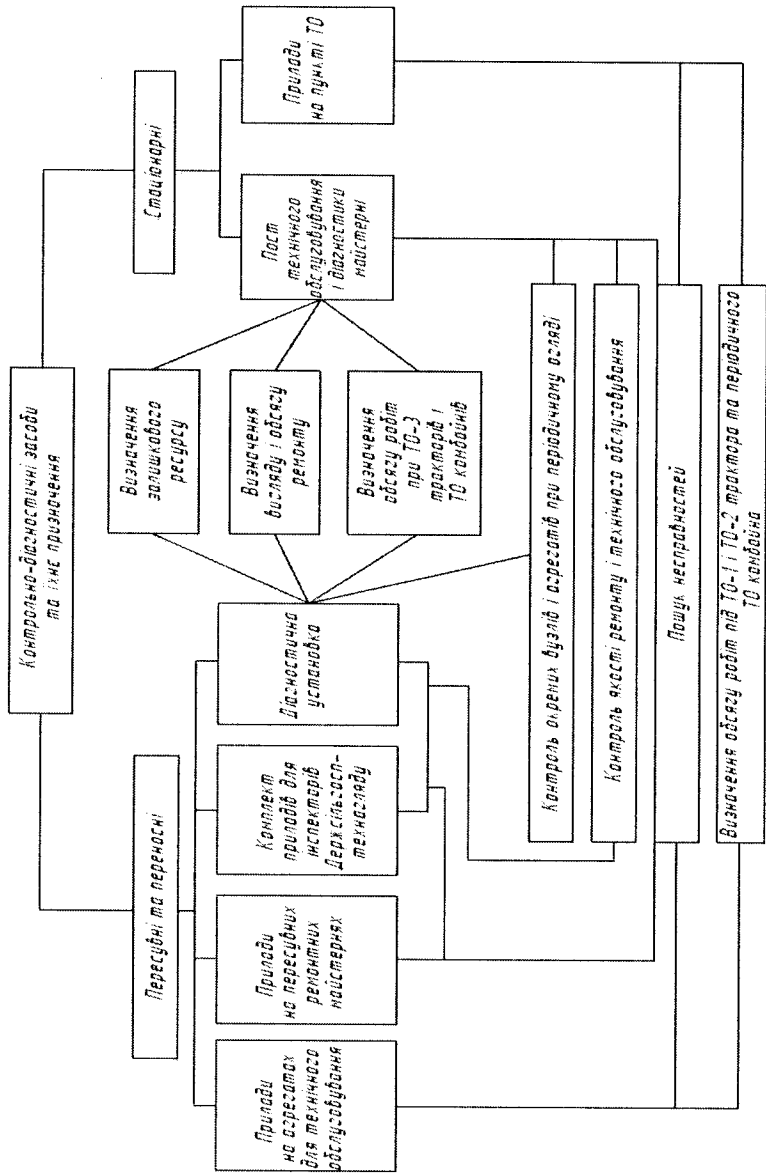 Контрольно-діагностичні засоби
та їхнє призначення
Пересувні та переносні
Стаціонарні
Прилади
на агрегатах
для технічного
обслуговування
Прилади
на пересувних
ремонтних
майстернях
Комплект
приладів для
інспекторів
Держсільгосп-
технагляду
Діагностична
установка
Визначення
залишкового
ресурсу
Визначення
вигляду і обсягу
ремонту
Визначення
обсягу робіт
при ТО-3
тракторів і
ТО комбайнів
Пост
технічного
обслуговування
і діагностики
майстерні
Прилади
на пункті ТО
Контроль окремих вузлів і агрегатів при періодичному огляді
Контроль якості ремонту і технічного обслуговування
Пошук несправностей
Визначення обсягу робіт під ТО-1 і ТО-2 трактора та періодичного
ТО комбайна